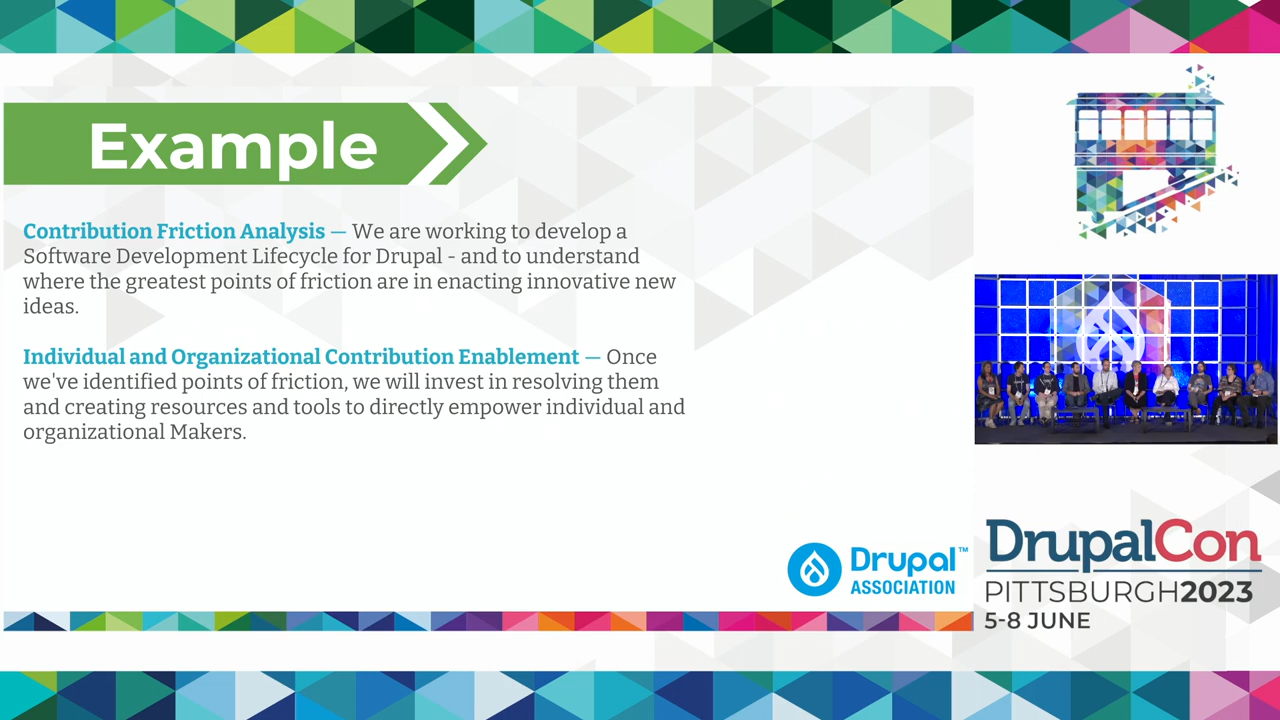 Example
Contribution Friction Analysis — We are working to develop a
Software Development Lifecycle for Drupal - and to understand
where the greatest points of friction are in enacting innovative new
ideas.
Individual and Organizational Contribution Enablement — Once
we've identified points of friction, we will invest in resolving them
and creating resources and tools to directly empower individual and
organizational Makers.
Drupal™
ASSOCIATION
DrupalCon
PITTSBURGH2023
5-8 JUNE